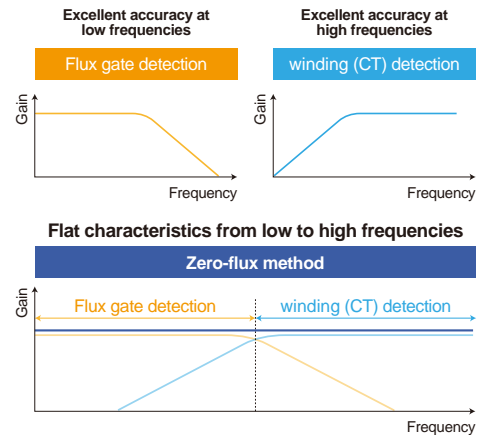 Excellent accuracy at
low frequencies
Flux gate detection
Gain
Frequency
Excellent accuracy at
high frequencies
winding (CT) detection
Gain
Frequency
Flat characteristics from low to high frequencies
Zero-flux method
Gain
Flux gate detection
winding (CT) detection
Frequency